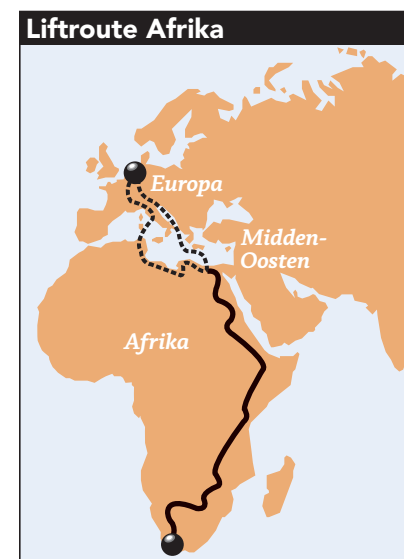 Liftroute Afrika
Europa
Midden-
Oosten
Afrika